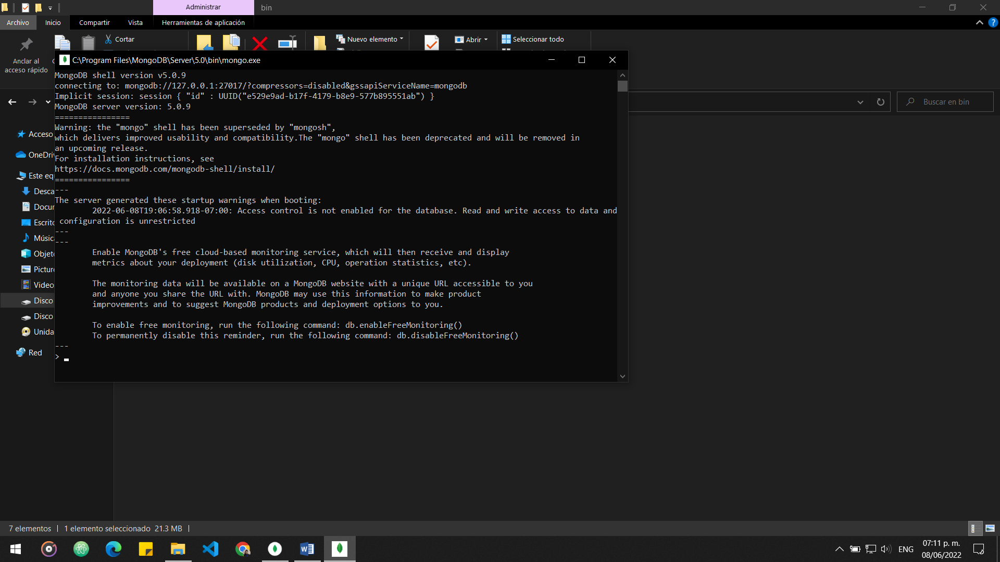 Administrar
bin
Archivo
Inicio
Compartir
Vista
Herramientas de aplicación
Anclar al
acceso rápido
Cortar
Nuevo elemento
Abrir
Seleccionar todo
C:\Program Files\MongoDB\Server\5.0\bin\mongo.exe
MongoDB shell version v5.0.9
connecting to: mongodb://127.0.0.1:27017/?compressors=disabled&gssapiServiceName=mongodb
Implicit session: session { "id" : UUID("e529e9ad-b17f-4179-b8e9-577b895551ab") }
MongoDB server version: 5.0.9
================
Warning: the "mongo" shell has been superseded by "mongosh",
which delivers improved usability and compatibility.The "mongo" shell has been deprecated and will be removed in
an upcoming release.
For installation instructions, see
https://docs.mongodb.com/mongodb-shell/install/
================
---
The server generated these startup warnings when booting:
2022-06-08T19:06:58.918-07:00: Access control is not enabled for the database. Read and write access to data and
configuration is unrestricted
---
---
Enable MongoDB's free cloud-based monitoring service, which will then receive and display
metrics about your deployment (disk utilization, CPU, operation statistics, etc).
The monitoring data will be available on a MongoDB website with a unique URL accessible to you
and anyone you share the URL with. MongoDB may use this information to make product
improvements and to suggest MongoDB products and deployment options to you.
To enable free monitoring, run the following command: db.enableFreeMonitoring()
To permanently disable this reminder, run the following command: db.disableFreeMonitoring()
---
>
Buscar en bin
Acceso
OneDri
Este eq
Desca
Docur
Escrito
Músic
Objet
Pictur
Video
Disco
Disco
Unida
Red
7 elementos
1 elemento seleccionado 21.3 MB
ENG
07:11 p. m.
08/06/2022